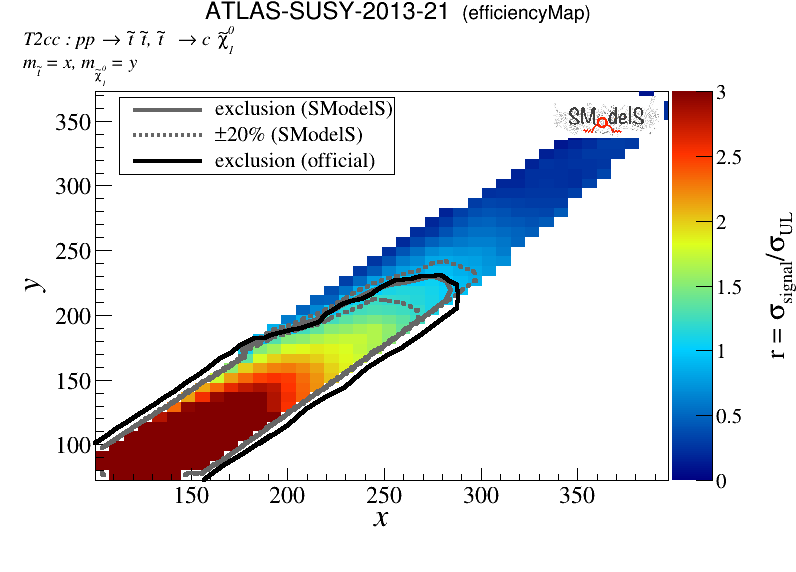 ATLAS-SUSY-2013-21 (efficiencyMap)
T2cc : pp → t̃ t̃, t̃ → c χ̃₁⁰
m_t̃ = x, m_χ̃₁⁰ = y
exclusion (SModelS)
±20% (SModelS)
exclusion (official)
SModelS
350
300
250
200
150
100
y
150
200
250
300
350
x
3
2.5
2
1.5
1
0.5
0
r = σ_signal/σ_UL